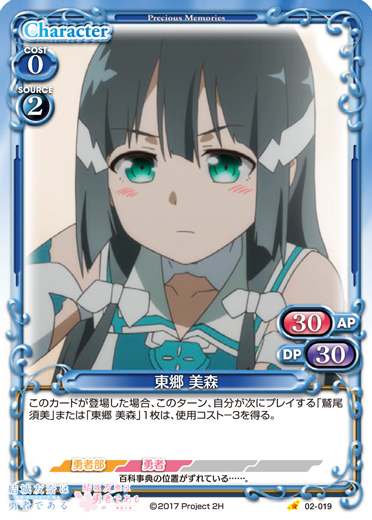 Precious Memories
Character
COST
0
SOURCE
2
30 AP
DP 30
東郷 美森
このカードが登場した場合、このターン、自分が次にプレイする「鷲尾
須美」または「東郷 美森」1枚は、使用コスト−3を得る。
勇者部 勇者
百科事典の位置がずれている……。
結城友奈は
勇者である
©2017 Project 2H
02-019